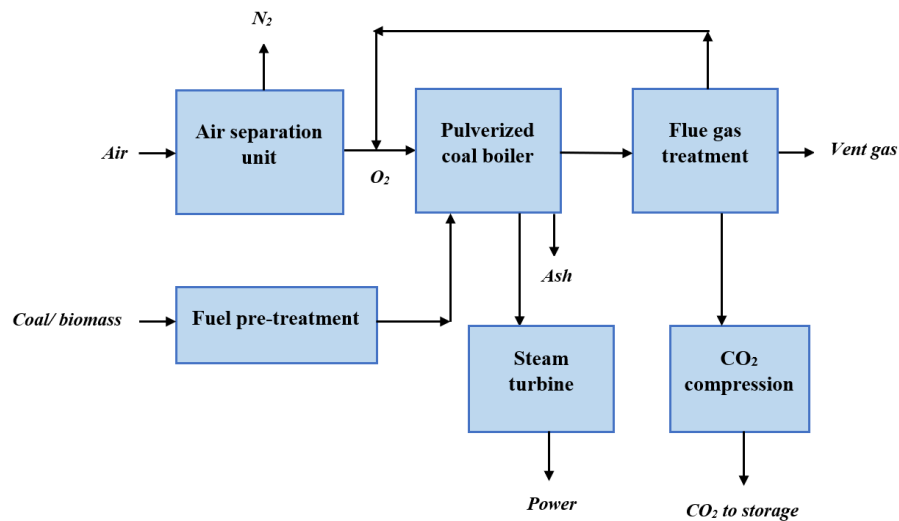 N₂
Air separation
unit
Pulverized
coal boiler
Flue gas
treatment
Air
O₂
Vent gas
Ash
Coal/ biomass
Fuel pre-treatment
Steam
turbine
CO₂
compression
Power
CO₂ to storage